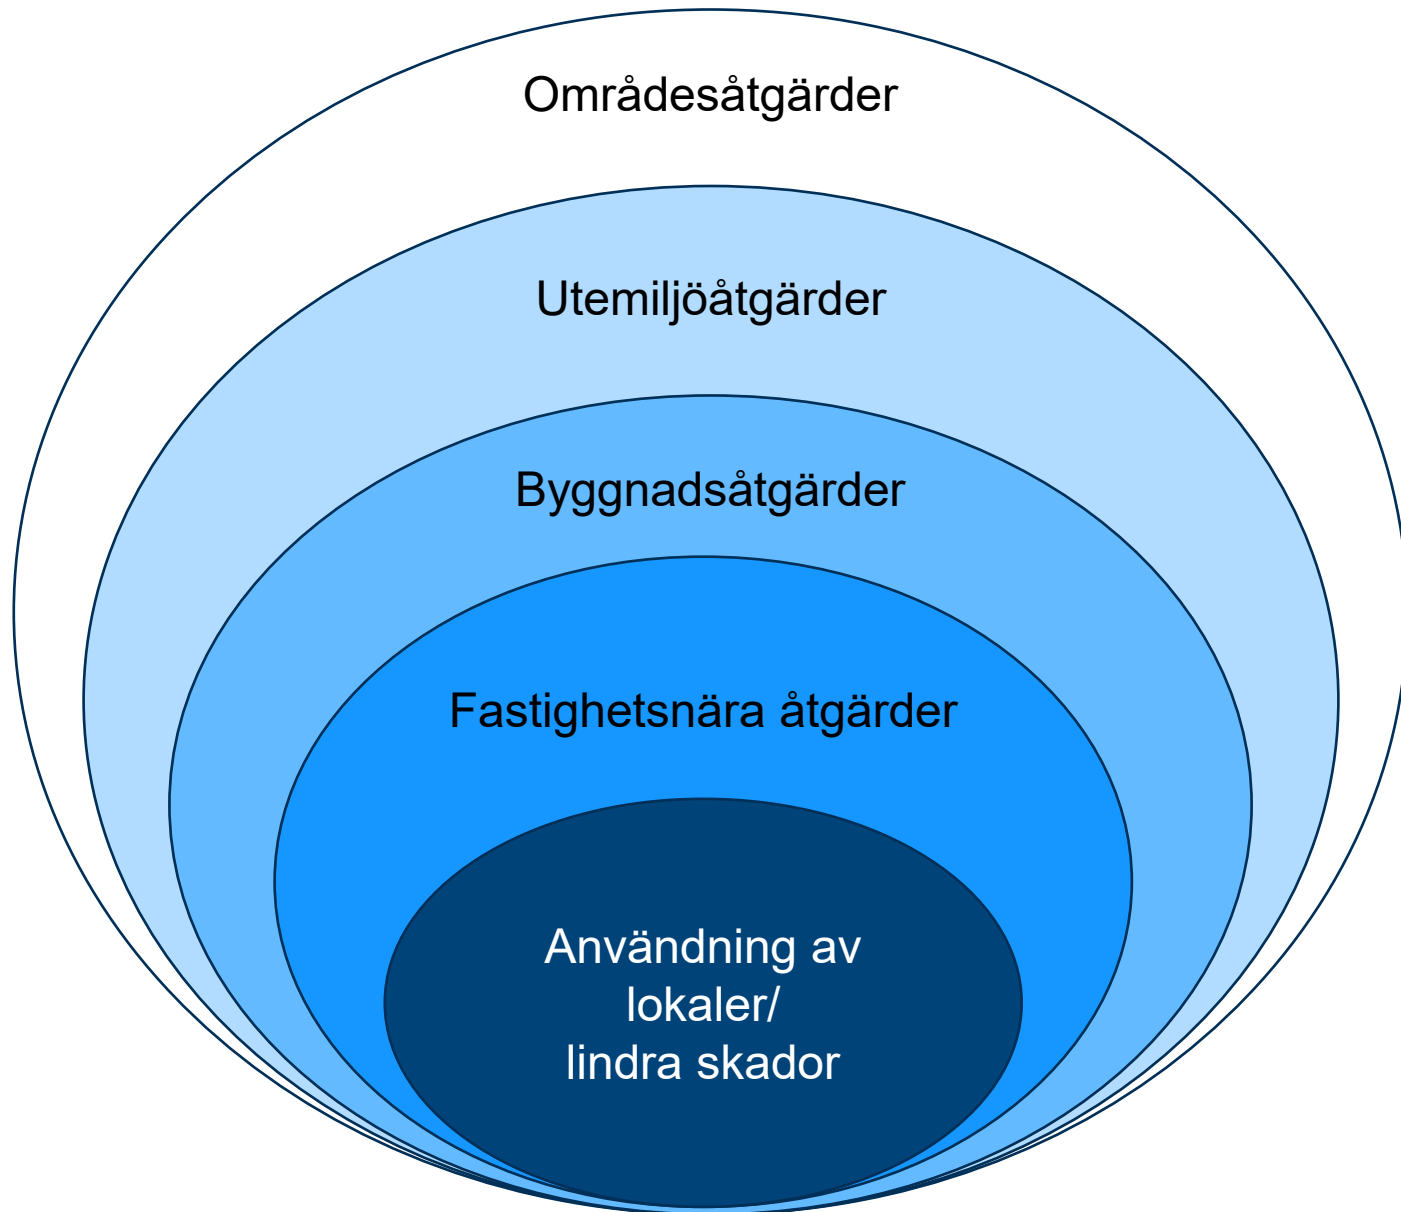 Områdesåtgärder
Utemiljöåtgärder
Byggnadsåtgärder
Fastighetsnära åtgärder
Användning av
lokaler/
lindra skador